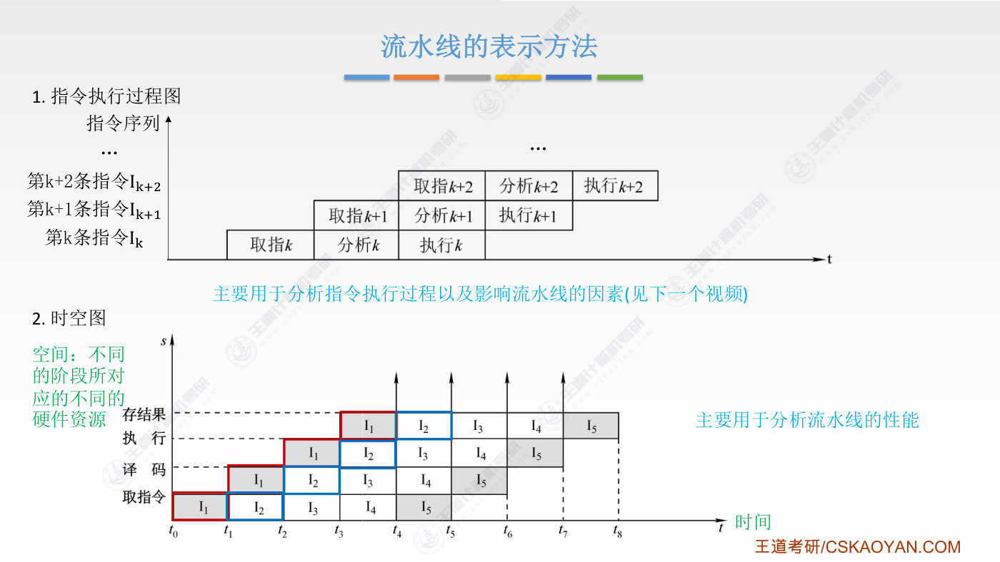 流水线的表示方法
1. 指令执行过程图
指令序列
…
…
第k+2条指令Iₖ₊₂
取指k+2 分析k+2 执行k+2
第k+1条指令Iₖ₊₁
取指k+1 分析k+1 执行k+1
第k条指令Iₖ
取指k 分析k 执行k
t
主要用于分析指令执行过程以及影响流水线的因素(见下一个视频)
2. 时空图
s
空间：不同
的阶段所对
应的不同的
硬件资源
存结果
I₁ I₂ I₃ I₄ I₅
执 行
I₁ I₂ I₃ I₄ I₅
译 码
I₁ I₂ I₃ I₄ I₅
取指令
I₁ I₂ I₃ I₄ I₅
t₀ t₁ t₂ t₃ t₄ t₅ t₆ t₇ t₈ t
时间
主要用于分析流水线的性能
王道考研/CSKAOYAN.COM